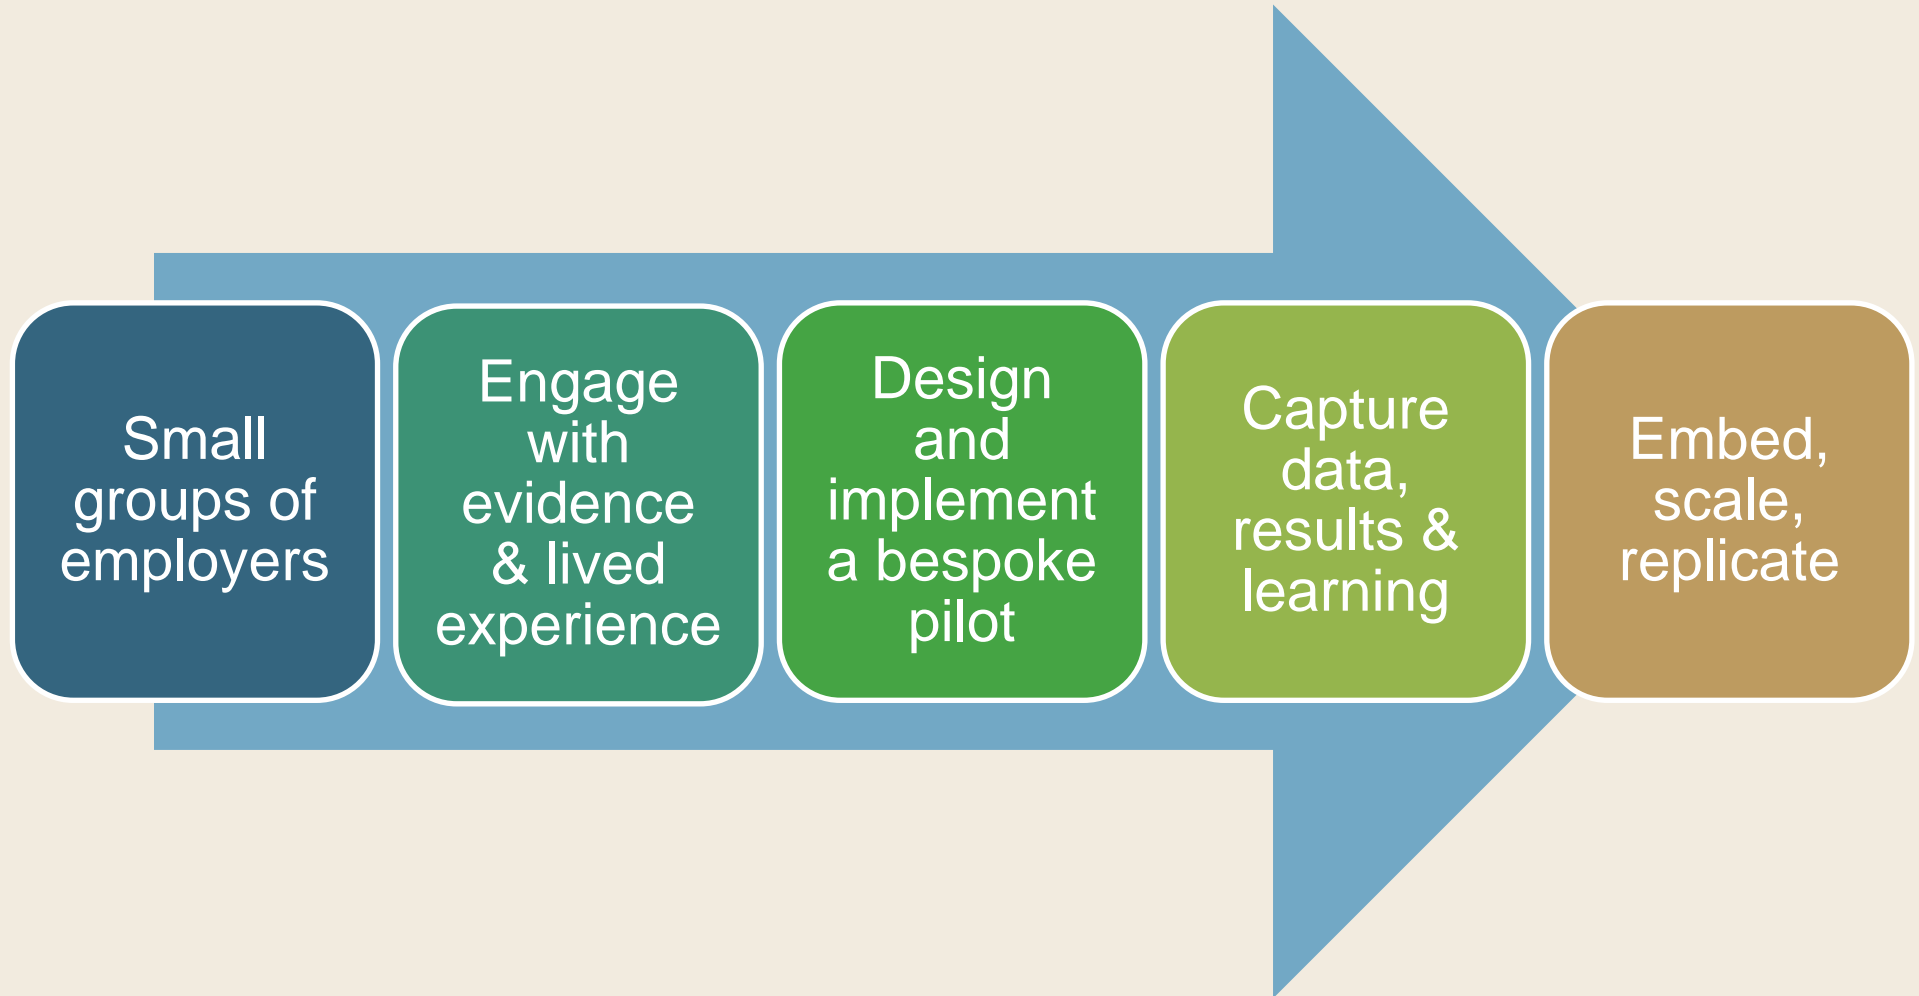 Small
groups of
employers
Engage
with
evidence
& lived
experience
Design
and
implement
a bespoke
pilot
Capture
data,
results &
learning
Embed,
scale,
replicate